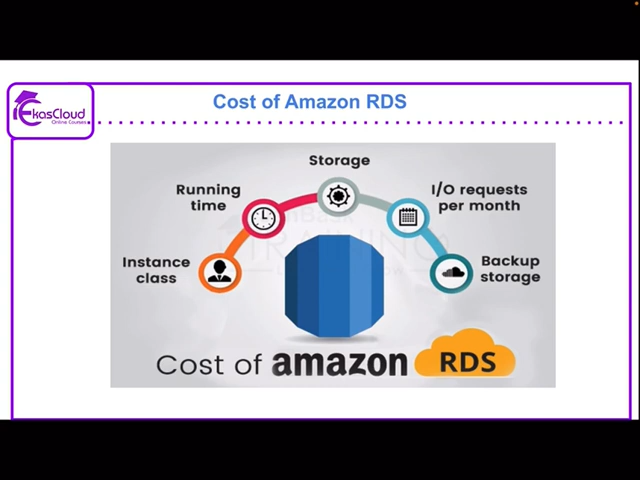 EkasCloud
Online Courses
Cost of Amazon RDS
Storage
Running
time
I/O requests
per month
Instance
class
Backup
storage
TRAINING
Cost of amazon RDS